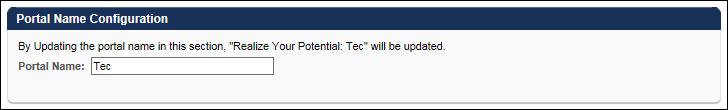 Portal Name Configuration
By Updating the portal name in this section, "Realize Your Potential: Tec" will be updated.
Portal Name: Tec